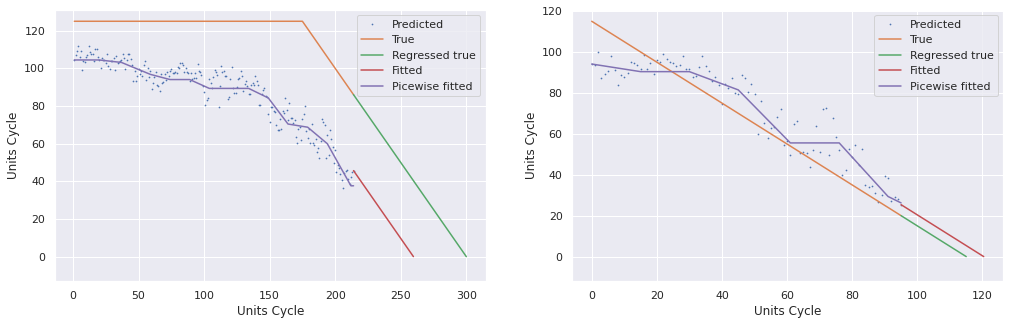 Predicted
True
Regressed true
Fitted
Picewise fitted
120
100
80
60
40
20
0
Units Cycle
0 50 100 150 200 250 300
Units Cycle
Predicted
True
Regressed true
Fitted
Picewise fitted
120
100
80
60
40
20
0
Units Cycle
0 20 40 60 80 100 120
Units Cycle